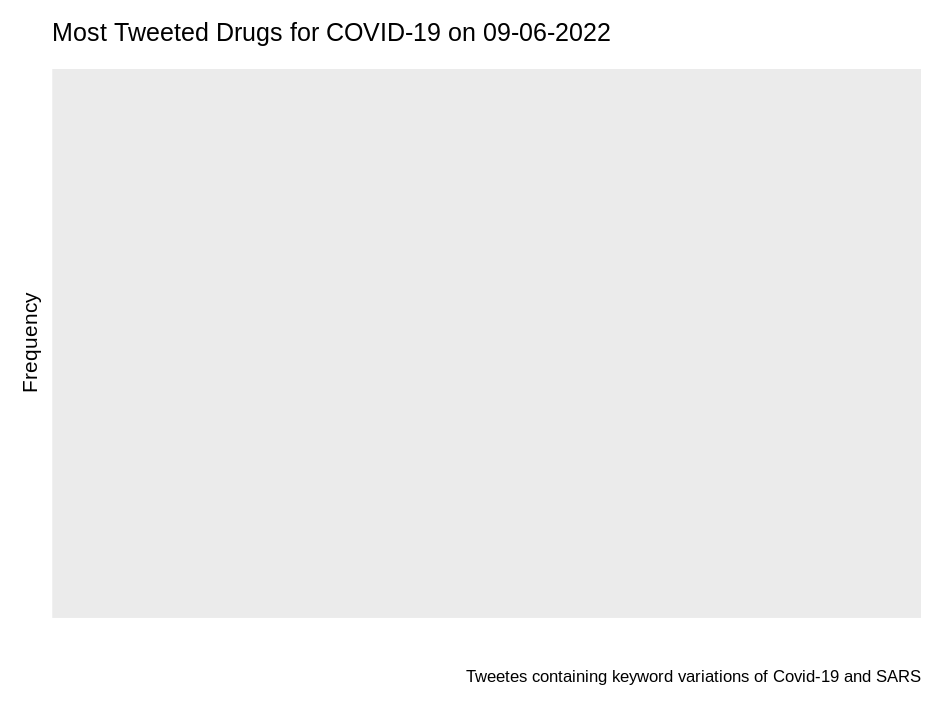 Most Tweeted Drugs for COVID-19 on 09-06-2022
Frequency
Tweetes containing keyword variations of Covid-19 and SARS